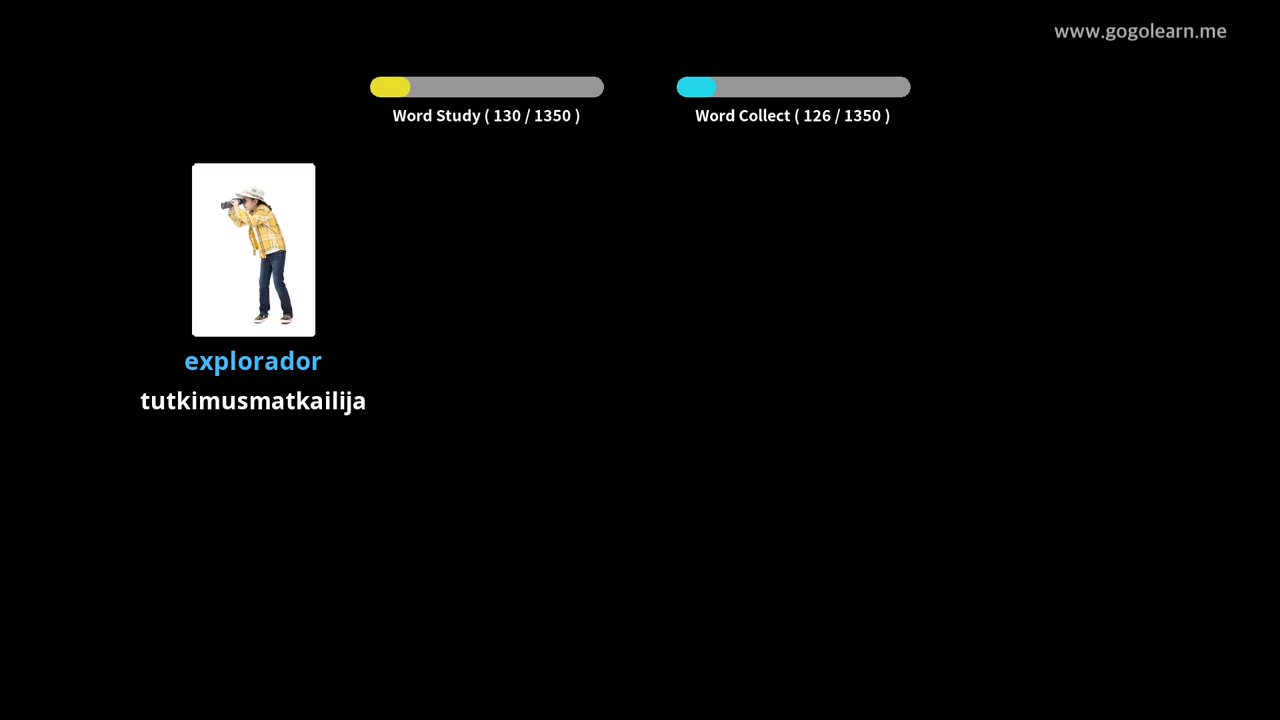 www.gogolearn.me
Word Study ( 130 / 1350 )
Word Collect ( 126 / 1350 )
explorador
tutkimusmatkailija